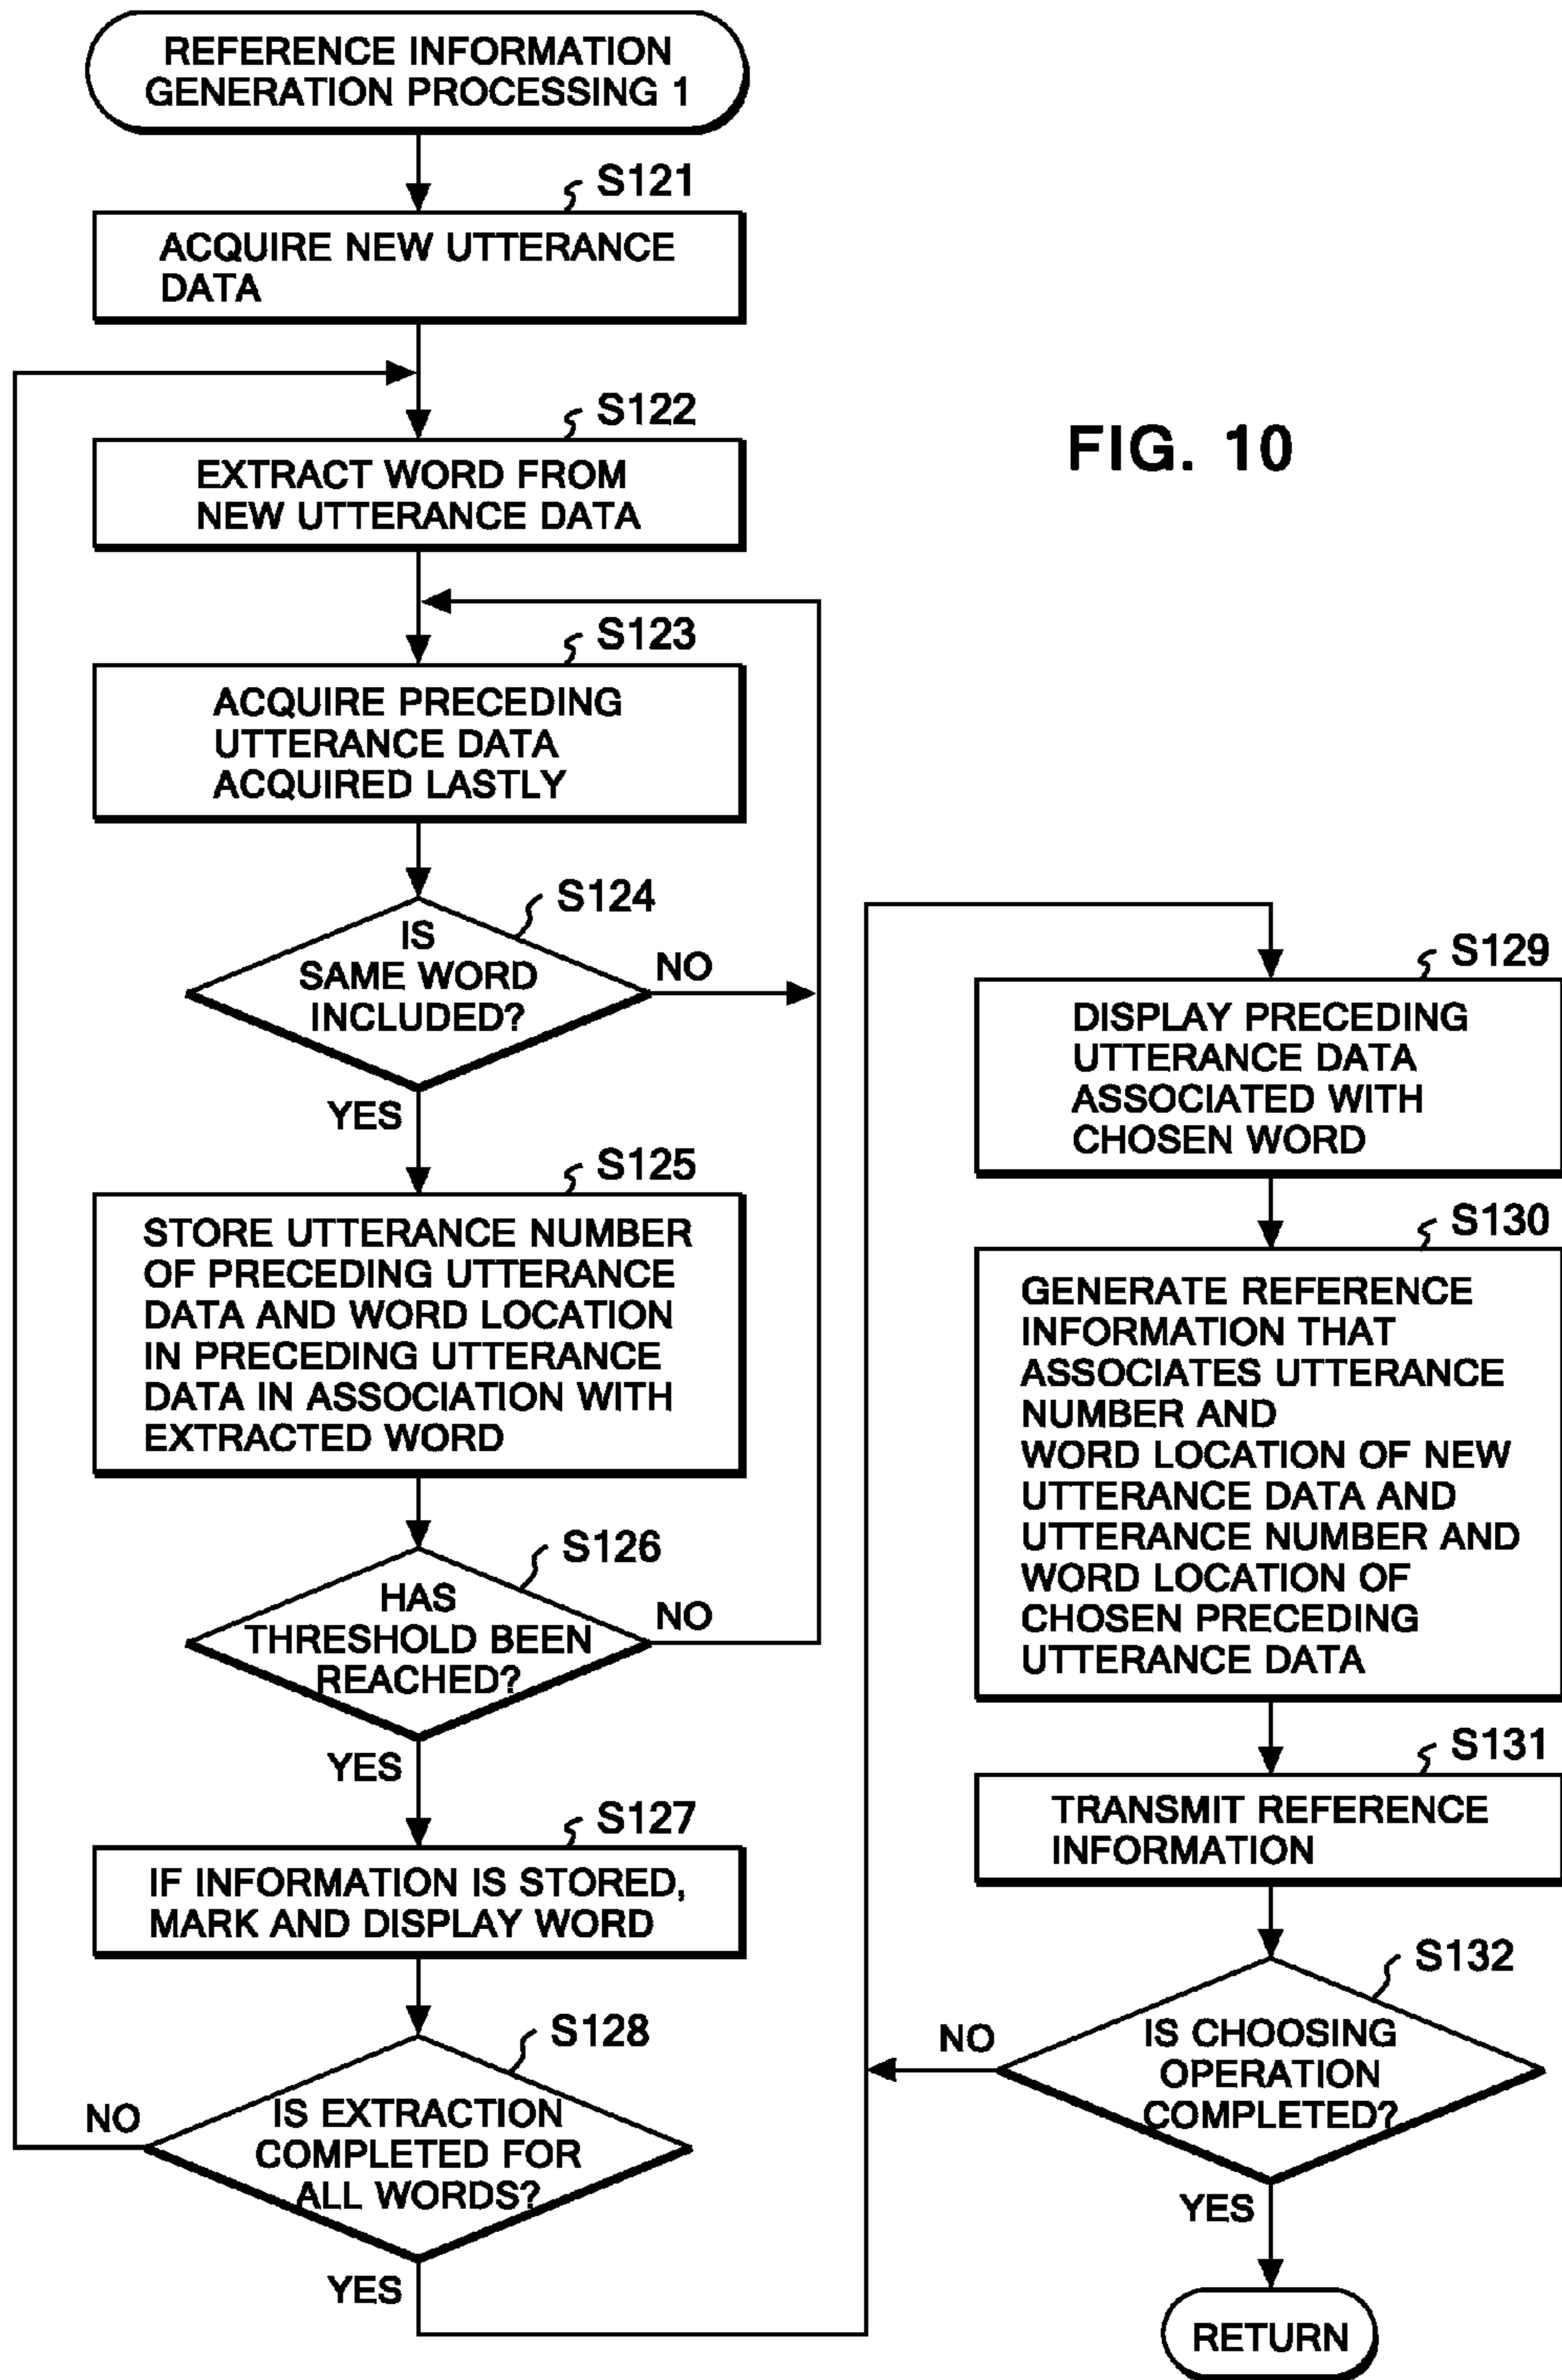 REFERENCE INFORMATION
GENERATION PROCESSING 1
S121
ACQUIRE NEW UTTERANCE
DATA
S122
EXTRACT WORD FROM
NEW UTTERANCE DATA
S123
ACQUIRE PRECEDING
UTTERANCE DATA
ACQUIRED LASTLY
S124
IS
SAME WORD
INCLUDED?
NO
YES
S125
STORE UTTERANCE NUMBER
OF PRECEDING UTTERANCE
DATA AND WORD LOCATION
IN PRECEDING UTTERANCE
DATA IN ASSOCIATION WITH
EXTRACTED WORD
S126
HAS
THRESHOLD BEEN
REACHED?
NO
YES
S127
IF INFORMATION IS STORED,
MARK AND DISPLAY WORD
S128
IS EXTRACTION
COMPLETED FOR
ALL WORDS?
NO
YES
FIG. 10
S129
DISPLAY PRECEDING
UTTERANCE DATA
ASSOCIATED WITH
CHOSEN WORD
S130
GENERATE REFERENCE
INFORMATION THAT
ASSOCIATES UTTERANCE
NUMBER AND
WORD LOCATION OF NEW
UTTERANCE DATA AND
UTTERANCE NUMBER AND
WORD LOCATION OF
CHOSEN PRECEDING
UTTERANCE DATA
S131
TRANSMIT REFERENCE
INFORMATION
S132
IS CHOOSING
OPERATION
COMPLETED?
NO
YES
RETURN